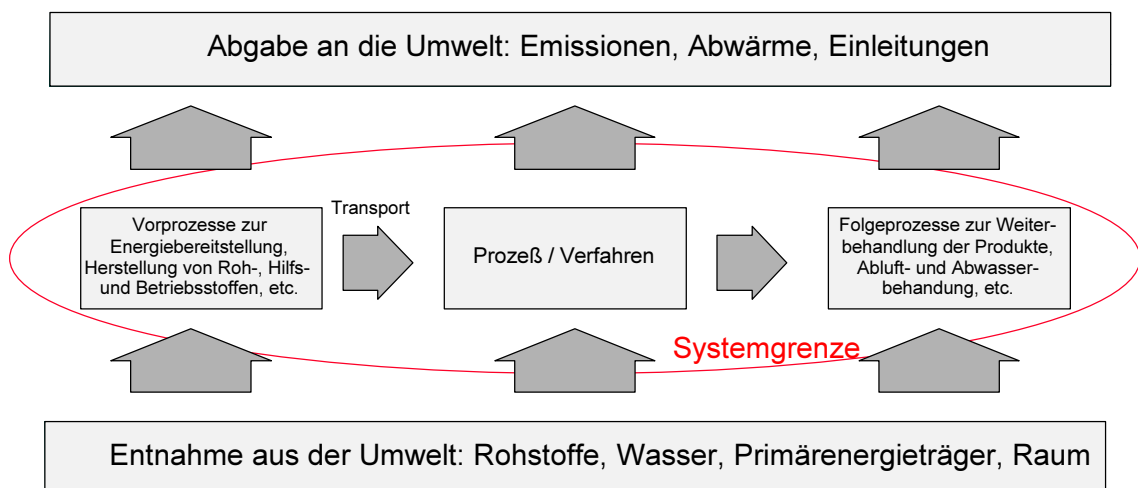 Abgabe an die Umwelt: Emissionen, Abwärme, Einleitungen
Vorprozesse zur
Energiebereitstellung,
Herstellung von Roh-, Hilfs-
und Betriebsstoffen, etc.
Transport
Prozeß / Verfahren
Folgeprozesse zur Weiter-
behandlung der Produkte,
Abluft- und Abwasser-
behandung, etc.
Systemgrenze
Entnahme aus der Umwelt: Rohstoffe, Wasser, Primärenergieträger, Raum